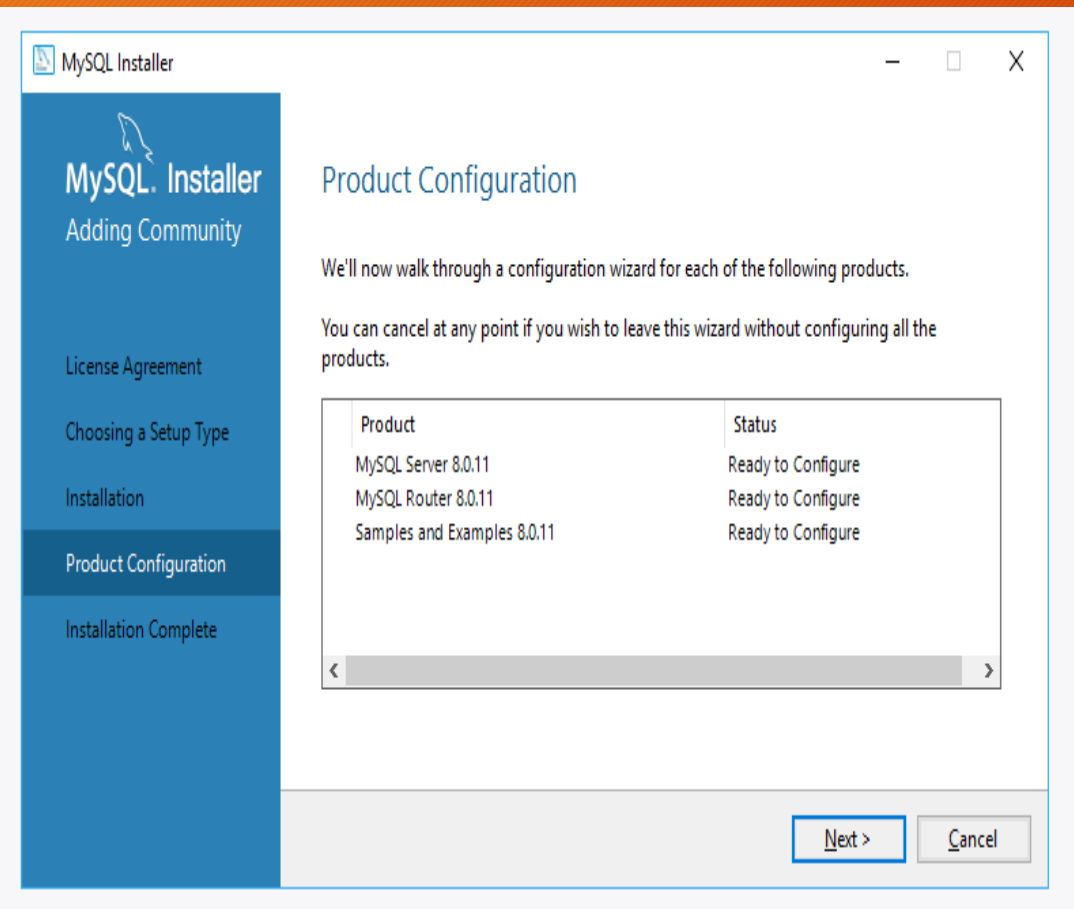 MySQL Installer
MySQL. Installer
Adding Community
License Agreement
Choosing a Setup Type
Installation
Product Configuration
Installation Complete
Product Configuration
We'll now walk through a configuration wizard for each of the following products.
You can cancel at any point if you wish to leave this wizard without configuring all the
products.
Product Status
MySQL Server 8.0.11 Ready to Configure
MySQL Router 8.0.11 Ready to Configure
Samples and Examples 8.0.11 Ready to Configure
Next > Cancel